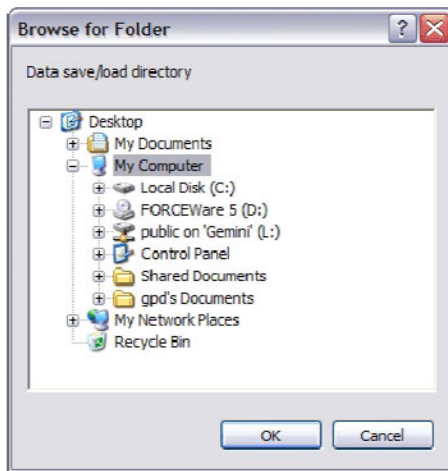 Browse for Folder
Data save/load directory
Desktop
My Documents
My Computer
Local Disk (C:)
FORCEWare 5 (D:)
public on 'Gemini' (L:)
Control Panel
Shared Documents
gpd's Documents
My Network Places
Recycle Bin
OK Cancel